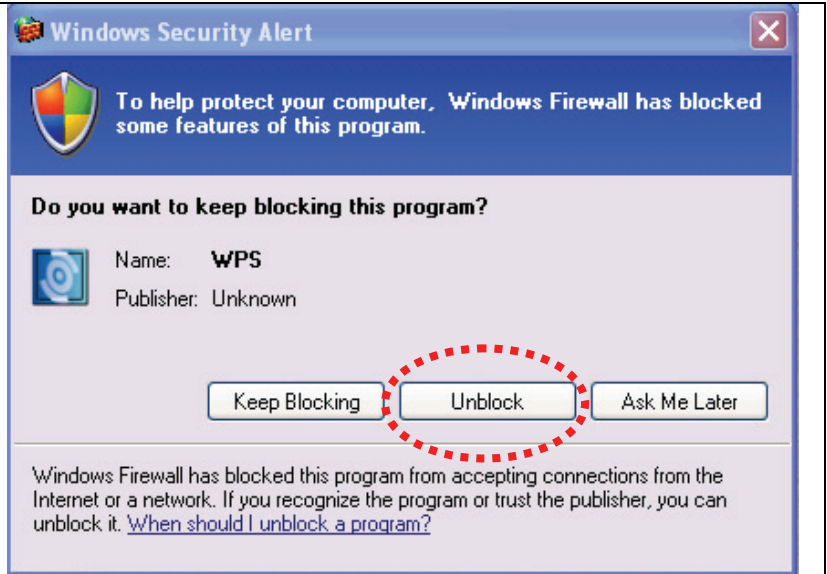 Windows Security Alert
To help protect your computer, Windows Firewall has blocked
some features of this program.
Do you want to keep blocking this program?
Name: WPS
Publisher: Unknown
Keep Blocking Unblock Ask Me Later
Windows Firewall has blocked this program from accepting connections from the
Internet or a network. If you recognize the program or trust the publisher, you can
unblock it. When should I unblock a program?